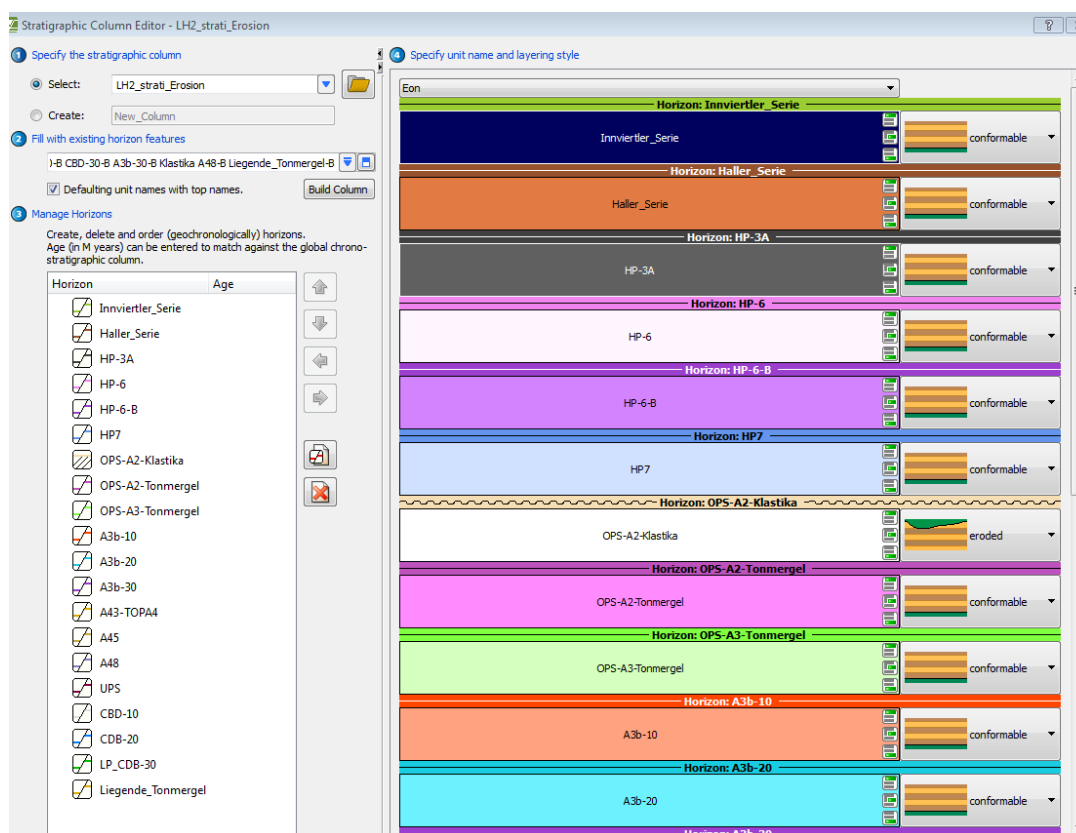 Stratigraphic Column Editor - LH2_strati_Erosion
?
1 Specify the stratigraphic column
Select: LH2_strati_Erosion
Create: New_Column
2 Fill with existing horizon features
)-B CBD-30-B A3b-30-B Klastika A48-B Liegende_Tonmergel-B
Defaulting unit names with top names. Build Column
3 Manage Horizons
Create, delete and order (geochronologically) horizons.
Age (in M years) can be entered to match against the global chrono-
stratigraphic column.
Horizon Age
Innviertler_Serie
Haller_Serie
HP-3A
HP-6
HP-6-B
HP7
OPS-A2-Klastika
OPS-A2-Tonmergel
OPS-A3-Tonmergel
A3b-10
A3b-20
A3b-30
A43-TOPA4
A45
A48
UPS
CBD-10
CDB-20
LP_CDB-30
Liegende_Tonmergel
4 Specify unit name and layering style
Eon
Horizon: Innviertler_Serie
Innviertler_Serie conformable
Horizon: Haller_Serie
Haller_Serie conformable
Horizon: HP-3A
HP-3A conformable
Horizon: HP-6
HP-6 conformable
Horizon: HP-6-B
HP-6-B conformable
Horizon: HP7
HP7 conformable
Horizon: OPS-A2-Klastika
OPS-A2-Klastika eroded
Horizon: OPS-A2-Tonmergel
OPS-A2-Tonmergel conformable
Horizon: OPS-A3-Tonmergel
OPS-A3-Tonmergel conformable
Horizon: A3b-10
A3b-10 conformable
Horizon: A3b-20
A3b-20 conformable
Horizon: A3b-30